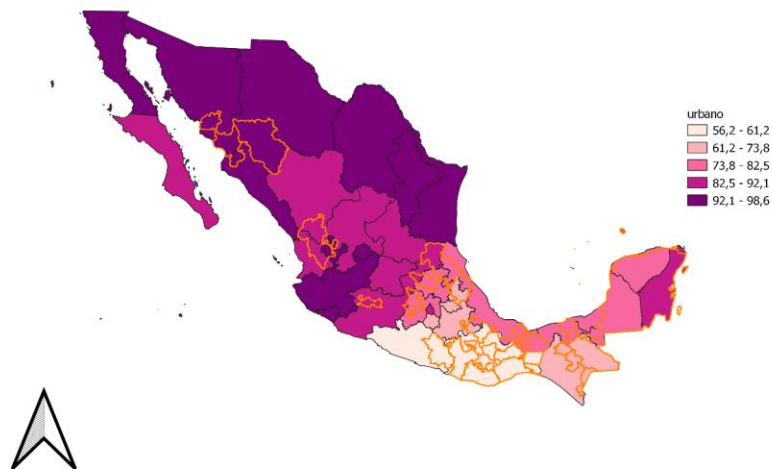 urbano
56,2 - 61,2
61,2 - 73,8
73,8 - 82,5
82,5 - 92,1
92,1 - 98,6